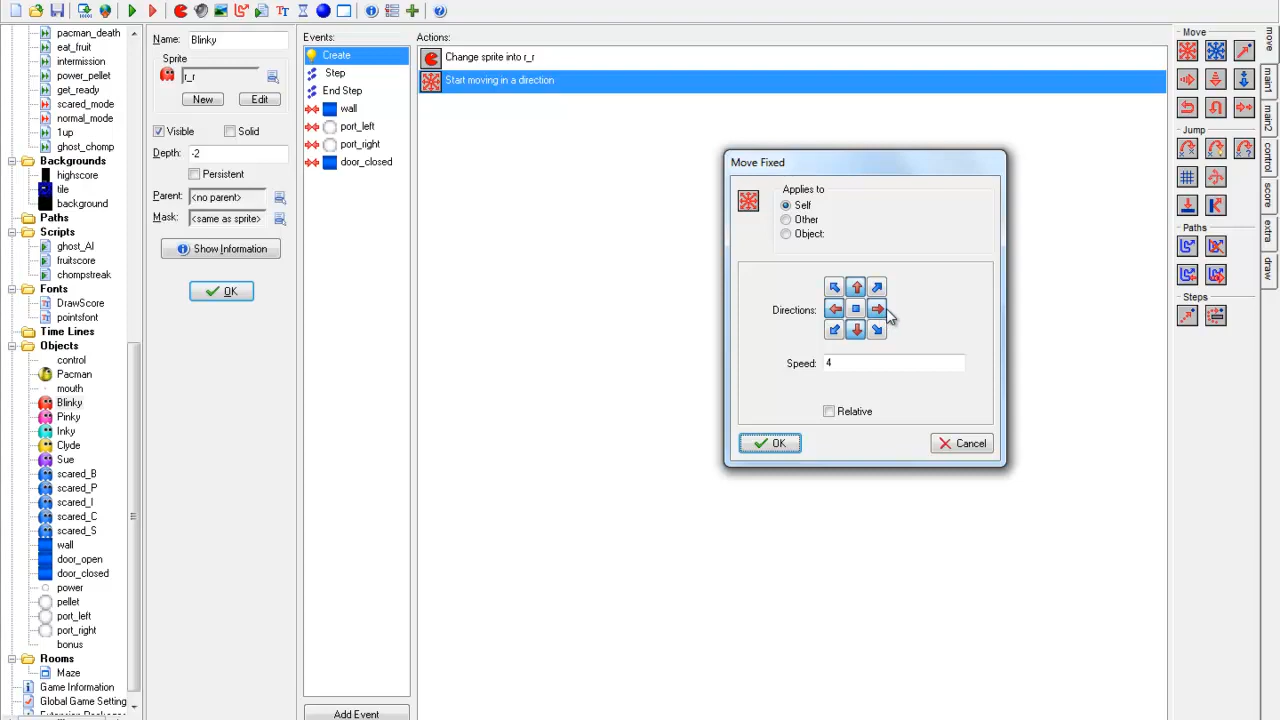 pacman_death
eat_fruit
intermission
power_pellet
get_ready
scared_mode
normal_mode
1up
ghost_chomp
Backgrounds
highscore
tile
background
Paths
Scripts
ghost_AI
fruitscore
chompstreak
Fonts
DrawScore
pointsfont
Time Lines
Objects
control
Pacman
mouth
Blinky
Pinky
Inky
Clyde
Sue
scared_B
scared_P
scared_I
scared_C
scared_S
wall
door_open
door_closed
power
pellet
port_left
port_right
bonus
Rooms
Maze
Game Information
Global Game Setting
Name: Blinky
Sprite
r_r
New Edit
Visible Solid
Depth: -2
Persistent
Parent: <no parent>
Mask: <same as sprite>
Show Information
OK
Events:
Create
Step
End Step
wall
port_left
port_right
door_closed
Add Event
Actions:
Change sprite into r_r
Start moving in a direction
Move Fixed
Applies to
Self
Other
Object:
Directions:
Speed: 4
Relative
OK Cancel
Move
Jump
Paths
Steps
move
main1
main2
control
score
extra
draw